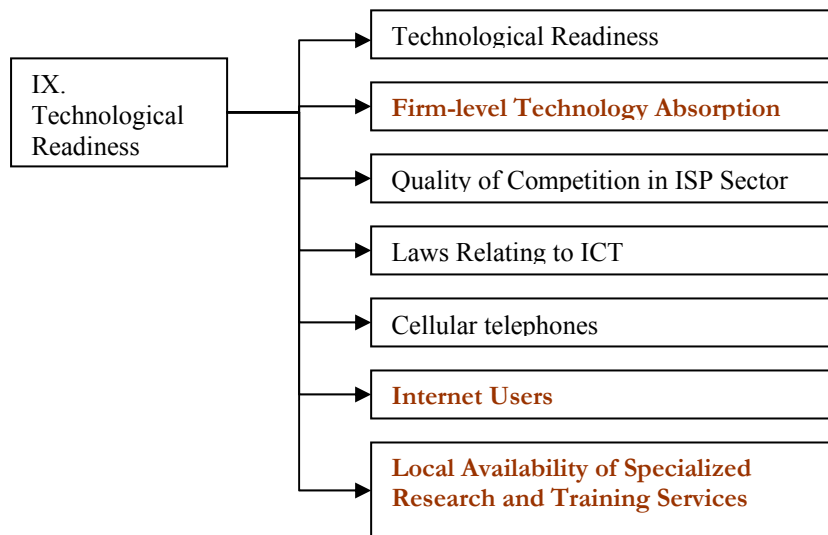 IX.
Technological
Readiness
Technological Readiness
Firm-level Technology Absorption
Quality of Competition in ISP Sector
Laws Relating to ICT
Cellular telephones
Internet Users
Local Availability of Specialized
Research and Training Services